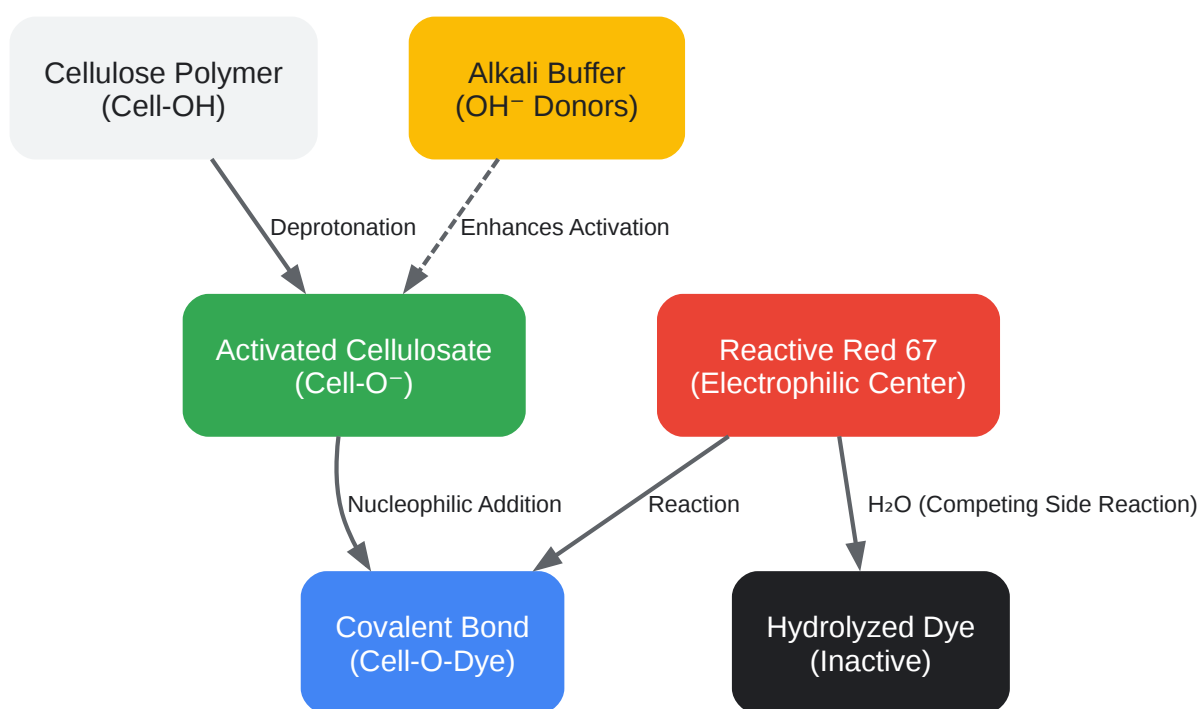 Cellulose Polymer
(Cell-OH)
Alkali Buffer
(OH⁻ Donors)
Deprotonation
Enhances Activation
Activated Cellulosate
(Cell-O⁻)
Reactive Red 67
(Electrophilic Center)
Nucleophilic Addition
Reaction
H₂O (Competing Side Reaction)
Covalent Bond
(Cell-O-Dye)
Hydrolyzed Dye
(Inactive)